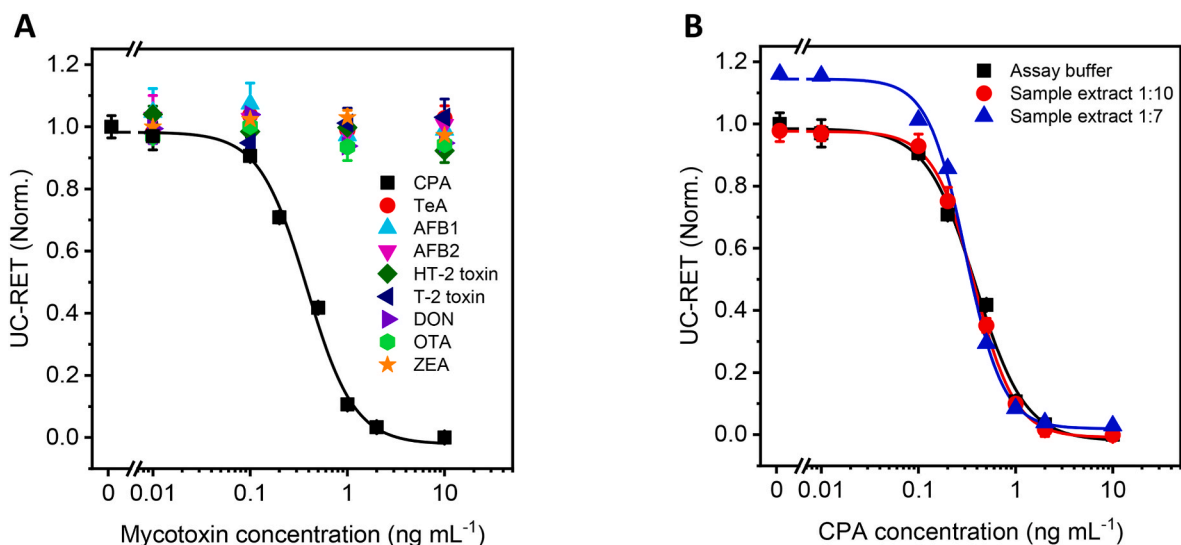 A
UC-RET (Norm.)
1.2
1.0
0.8
0.6
0.4
0.2
0.0
CPA
TeA
AFB1
AFB2
HT-2 toxin
T-2 toxin
DON
OTA
ZEA
0 0.01 0.1 1 10
Mycotoxin concentration (ng mL⁻¹)
B
UC-RET (Norm.)
1.2
1.0
0.8
0.6
0.4
0.2
0.0
Assay buffer
Sample extract 1:10
Sample extract 1:7
0 0.01 0.1 1 10
CPA concentration (ng mL⁻¹)